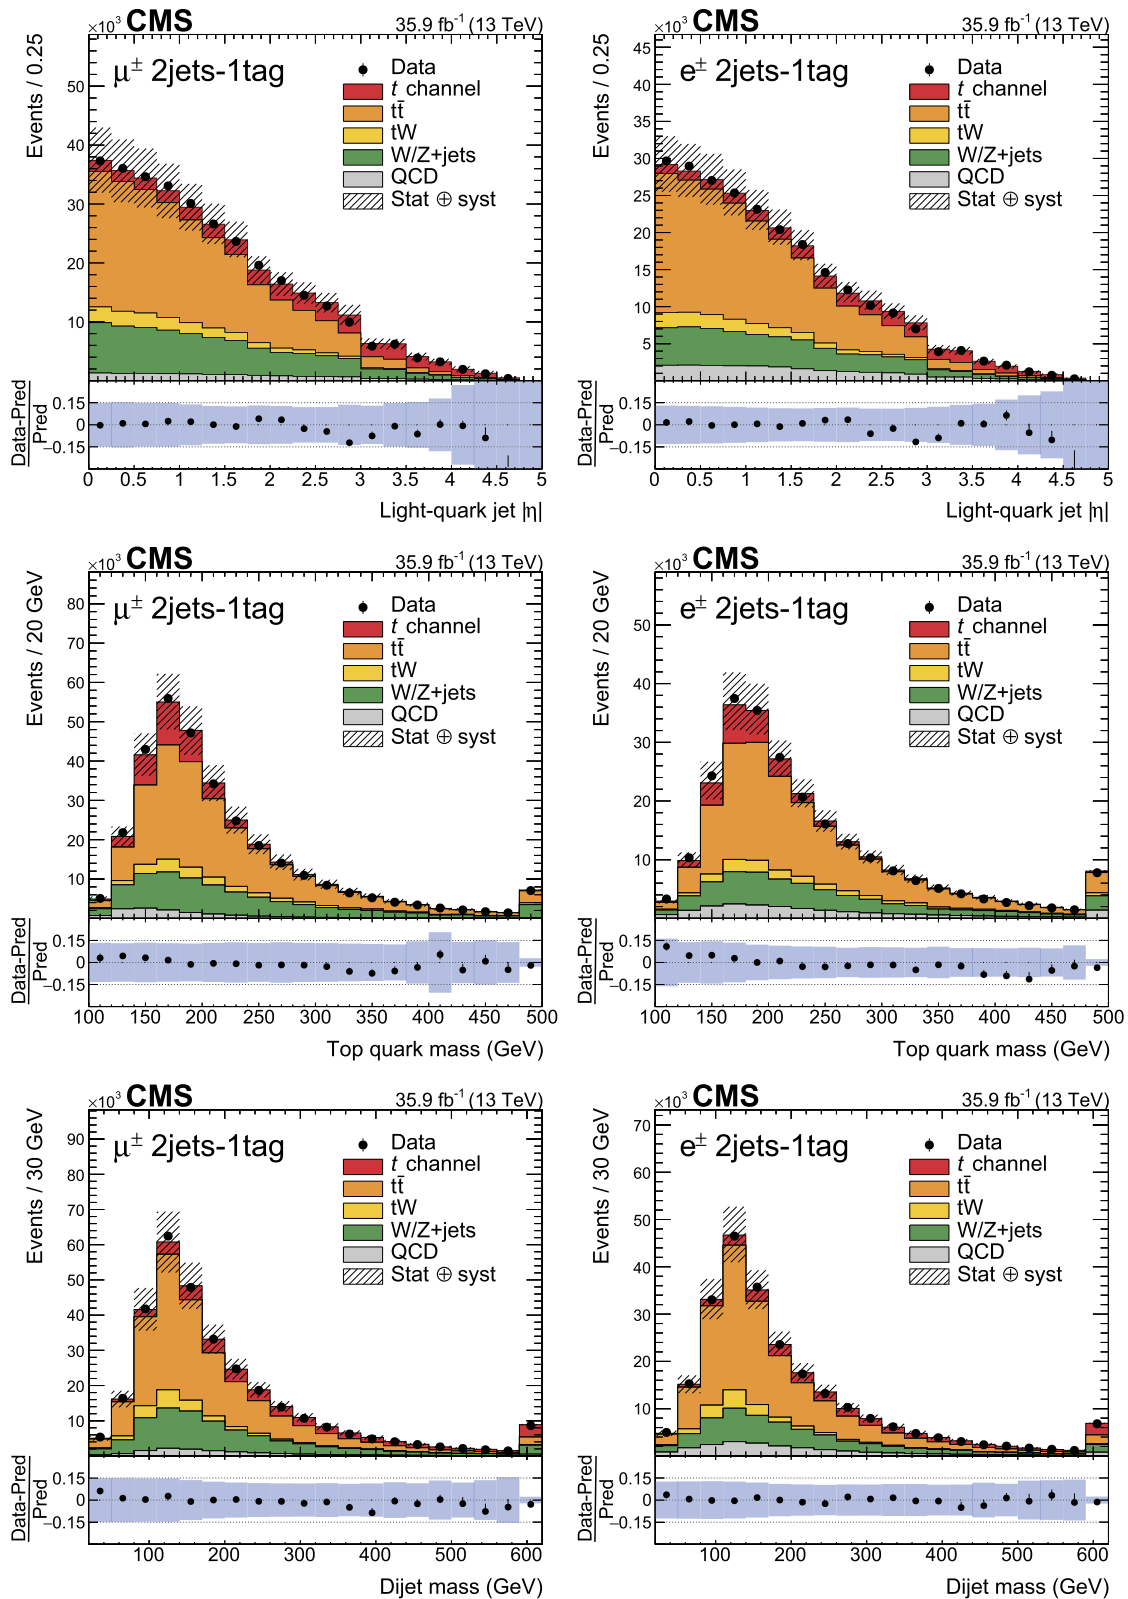 ×10³ CMS 35.9 fb⁻¹ (13 TeV)
Events / 0.25
μ± 2jets-1tag
Data
t channel
tt̄
tW
W/Z+jets
QCD
Stat ⊕ syst
50
40
30
20
10
Data-Pred
Pred
0.15
0
−0.15
0 0.5 1 1.5 2 2.5 3 3.5 4 4.5 5
Light-quark jet |η|
×10³ CMS 35.9 fb⁻¹ (13 TeV)
Events / 0.25
e± 2jets-1tag
Data
t channel
tt̄
tW
W/Z+jets
QCD
Stat ⊕ syst
45
40
35
30
25
20
15
10
5
Data-Pred
Pred
0.15
0
−0.15
0 0.5 1 1.5 2 2.5 3 3.5 4 4.5 5
Light-quark jet |η|
×10³ CMS 35.9 fb⁻¹ (13 TeV)
Events / 20 GeV
μ± 2jets-1tag
Data
t channel
tt̄
tW
W/Z+jets
QCD
Stat ⊕ syst
80
70
60
50
40
30
20
10
Data-Pred
Pred
0.15
0
−0.15
100 150 200 250 300 350 400 450 500
Top quark mass (GeV)
×10³ CMS 35.9 fb⁻¹ (13 TeV)
Events / 20 GeV
e± 2jets-1tag
Data
t channel
tt̄
tW
W/Z+jets
QCD
Stat ⊕ syst
50
40
30
20
10
Data-Pred
Pred
0.15
0
−0.15
100 150 200 250 300 350 400 450 500
Top quark mass (GeV)
×10³ CMS 35.9 fb⁻¹ (13 TeV)
Events / 30 GeV
μ± 2jets-1tag
Data
t channel
tt̄
tW
W/Z+jets
QCD
Stat ⊕ syst
90
80
70
60
50
40
30
20
10
Data-Pred
Pred
0.15
0
−0.15
100 200 300 400 500 600
Dijet mass (GeV)
×10³ CMS 35.9 fb⁻¹ (13 TeV)
Events / 30 GeV
e± 2jets-1tag
Data
t channel
tt̄
tW
W/Z+jets
QCD
Stat ⊕ syst
70
60
50
40
30
20
10
Data-Pred
Pred
0.15
0
−0.15
100 200 300 400 500 600
Dijet mass (GeV)